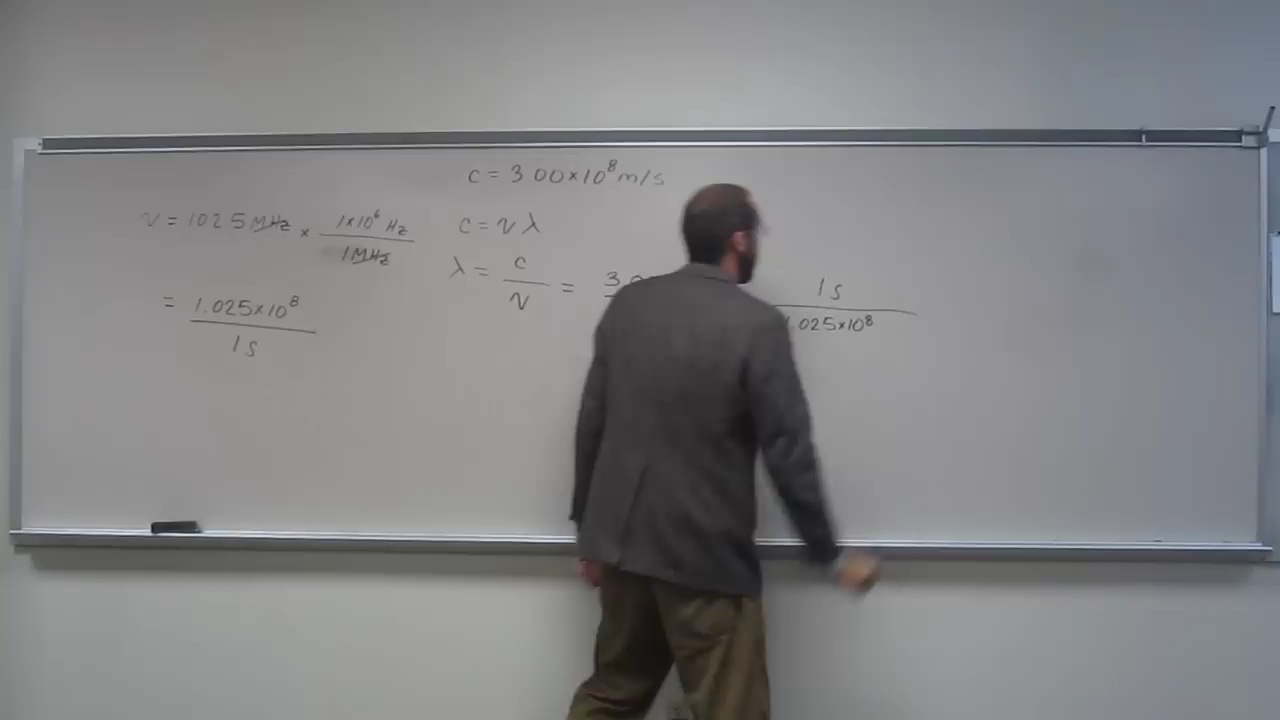 c = 3.00×10⁸ m/s
ν = 102.5 MHz × 1×10⁶ Hz / 1 MHz
c = νλ
λ = c / ν =
1 s / 1.025×10⁸
= 1.025×10⁸ / 1 s